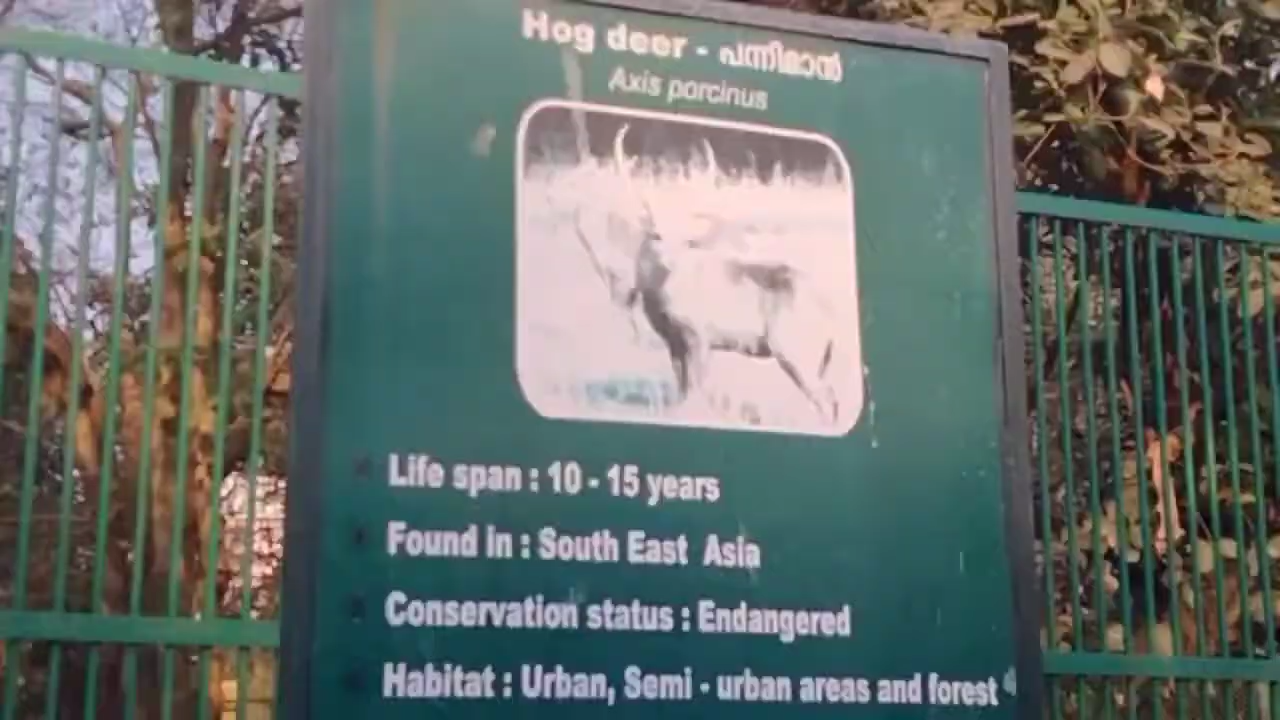 Hog deer - പന്നിമാൻ
Axis porcinus
Life span : 10 - 15 years
Found in : South East Asia
Conservation status : Endangered
Habitat : Urban, Semi - urban areas and forest